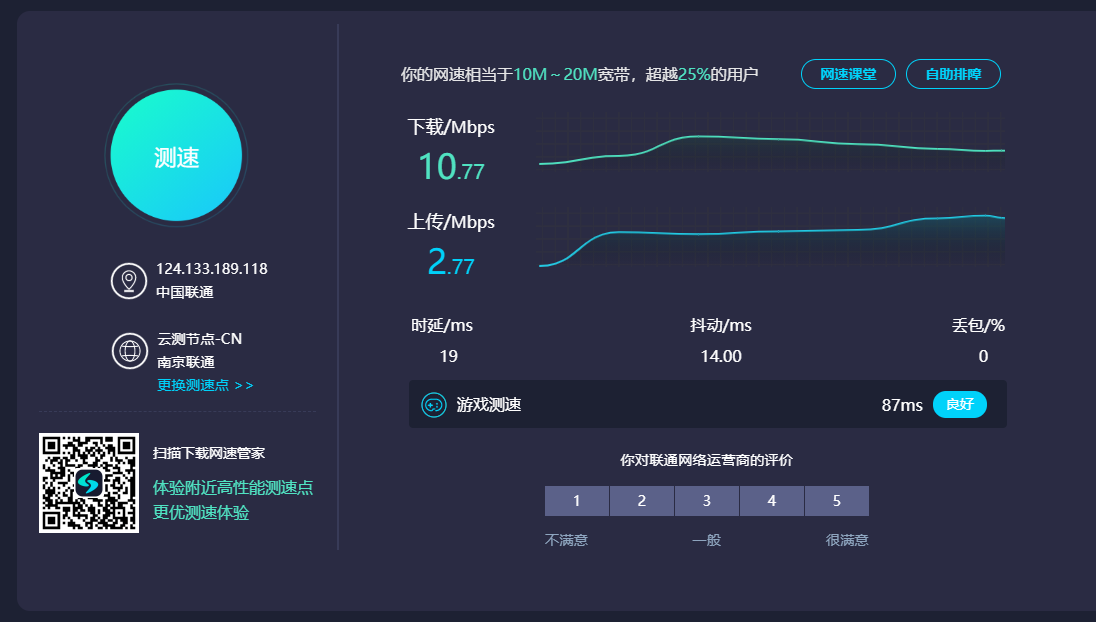 测速
124.133.189.118
中国联通
云测节点-CN
南京联通
更换测速点 >>
扫描下载网速管家
体验附近高性能测速点
更优测速体验
你的网速相当于10M～20M宽带，超越25%的用户
网速课堂
自助排障
下载/Mbps
10.77
上传/Mbps
2.77
时延/ms 抖动/ms 丢包/%
19 14.00 0
游戏测速 87ms 良好
你对联通网络运营商的评价
1 2 3 4 5
不满意 一般 很满意